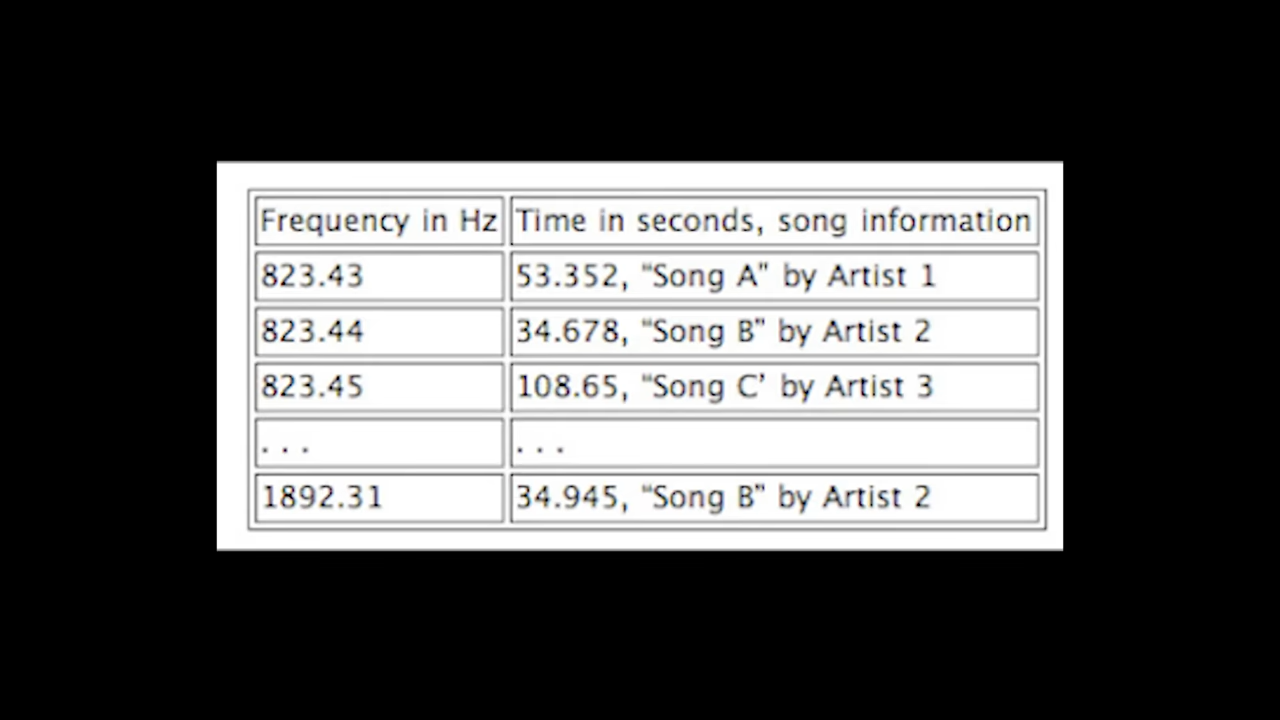 Frequency in Hz Time in seconds, song information
823.43 53.352, “Song A” by Artist 1
823.44 34.678, “Song B” by Artist 2
823.45 108.65, “Song C’ by Artist 3
. . . . . .
1892.31 34.945, “Song B” by Artist 2